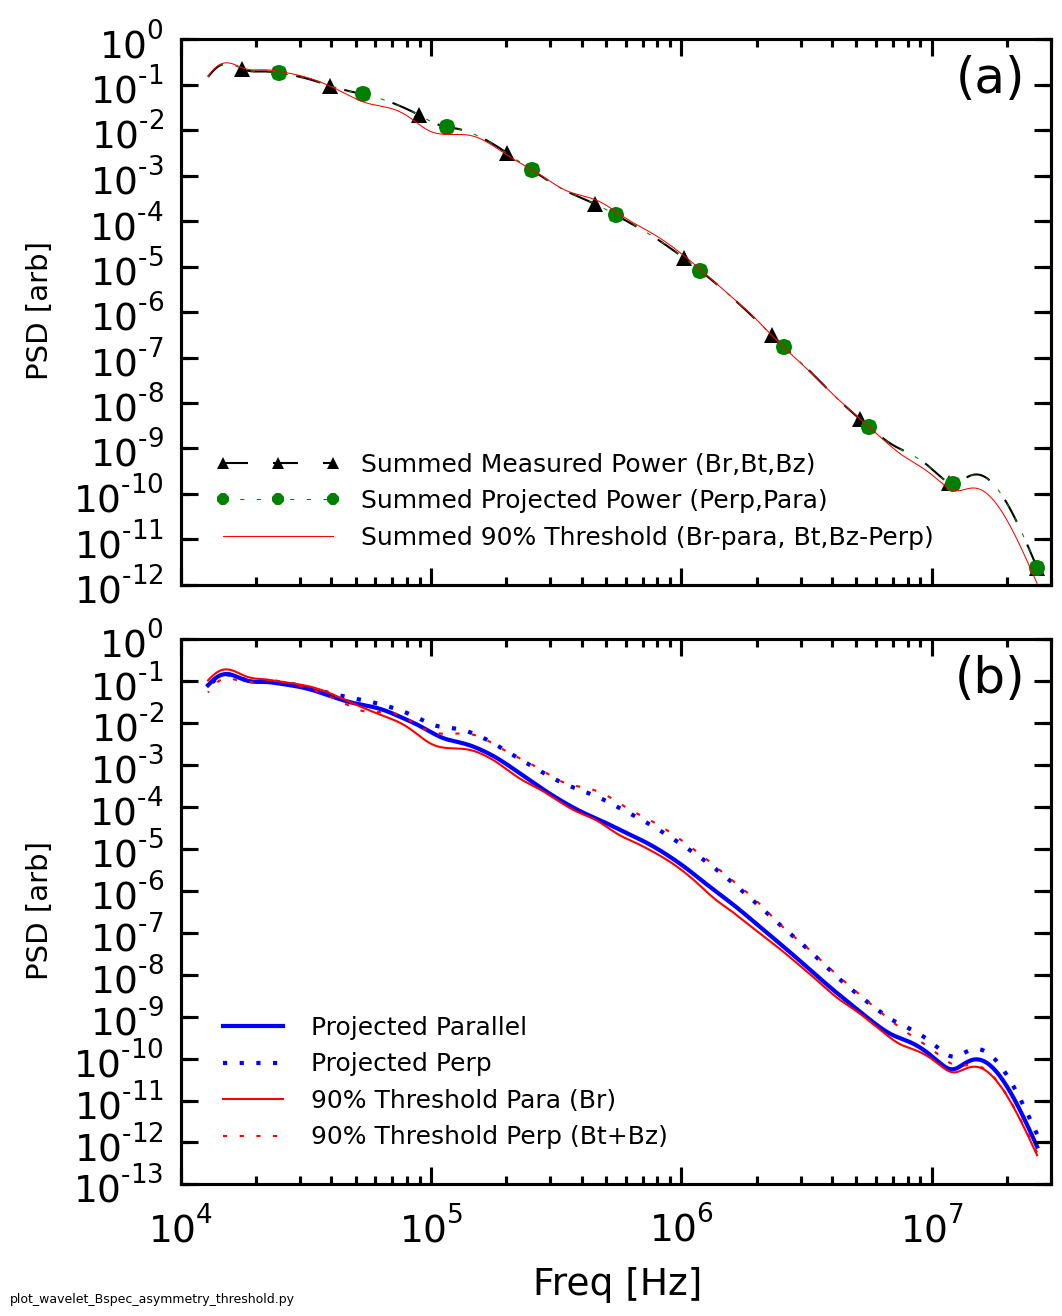 10^0
(a)
10^-1
10^-2
10^-3
10^-4
10^-5
10^-6
10^-7
10^-8
10^-9
10^-10
10^-11
10^-12
PSD [arb]
Summed Measured Power (Br,Bt,Bz)
Summed Projected Power (Perp,Para)
Summed 90% Threshold (Br-para, Bt,Bz-Perp)
10^0
(b)
10^-1
10^-2
10^-3
10^-4
10^-5
10^-6
10^-7
10^-8
10^-9
10^-10
10^-11
10^-12
10^-13
PSD [arb]
Projected Parallel
Projected Perp
90% Threshold Para (Br)
90% Threshold Perp (Bt+Bz)
10^4 10^5 10^6 10^7
Freq [Hz]
plot_wavelet_Bspec_asymmetry_threshold.py